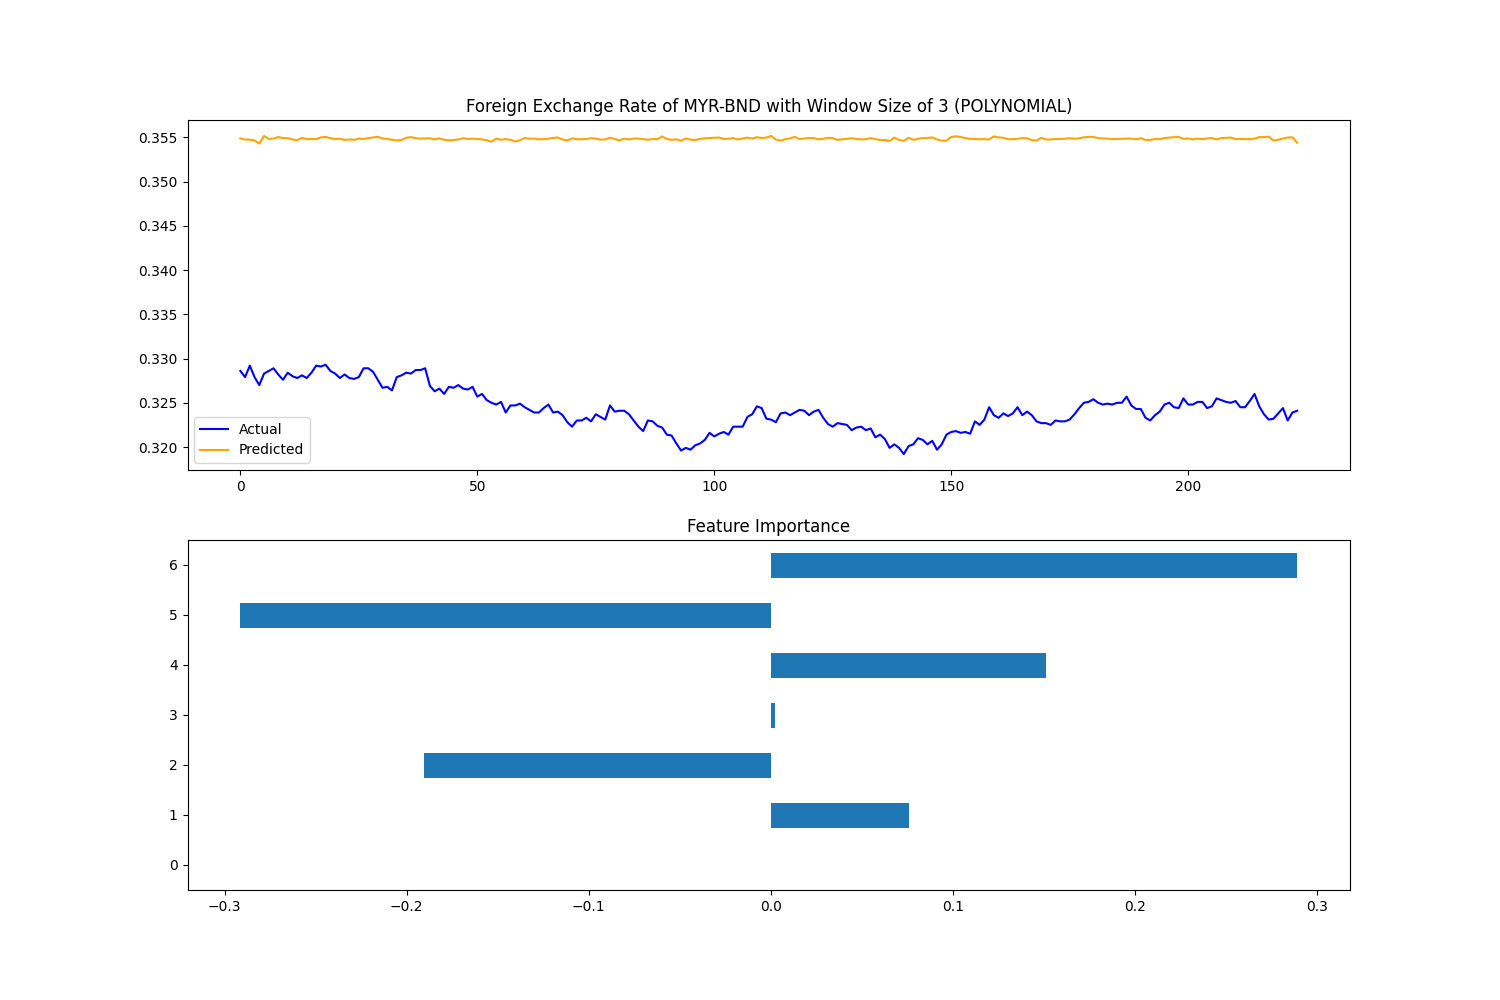 Foreign Exchange Rate of MYR-BND with Window Size of 3 (POLYNOMIAL)
0.355
0.350
0.345
0.340
0.335
0.330
0.325
0.320
Actual
Predicted
0 50 100 150 200
Feature Importance
6
5
4
3
2
1
0
−0.3 −0.2 −0.1 0.0 0.1 0.2 0.3